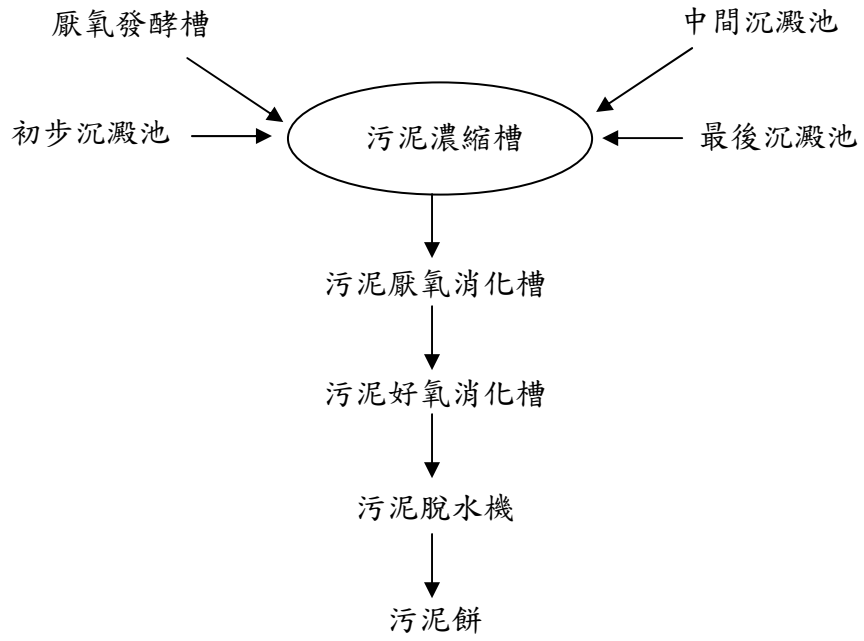 厭氧發酵槽
中間沉澱池
初步沉澱池
污泥濃縮槽
最後沉澱池
污泥厭氧消化槽
污泥好氧消化槽
污泥脫水機
污泥餅